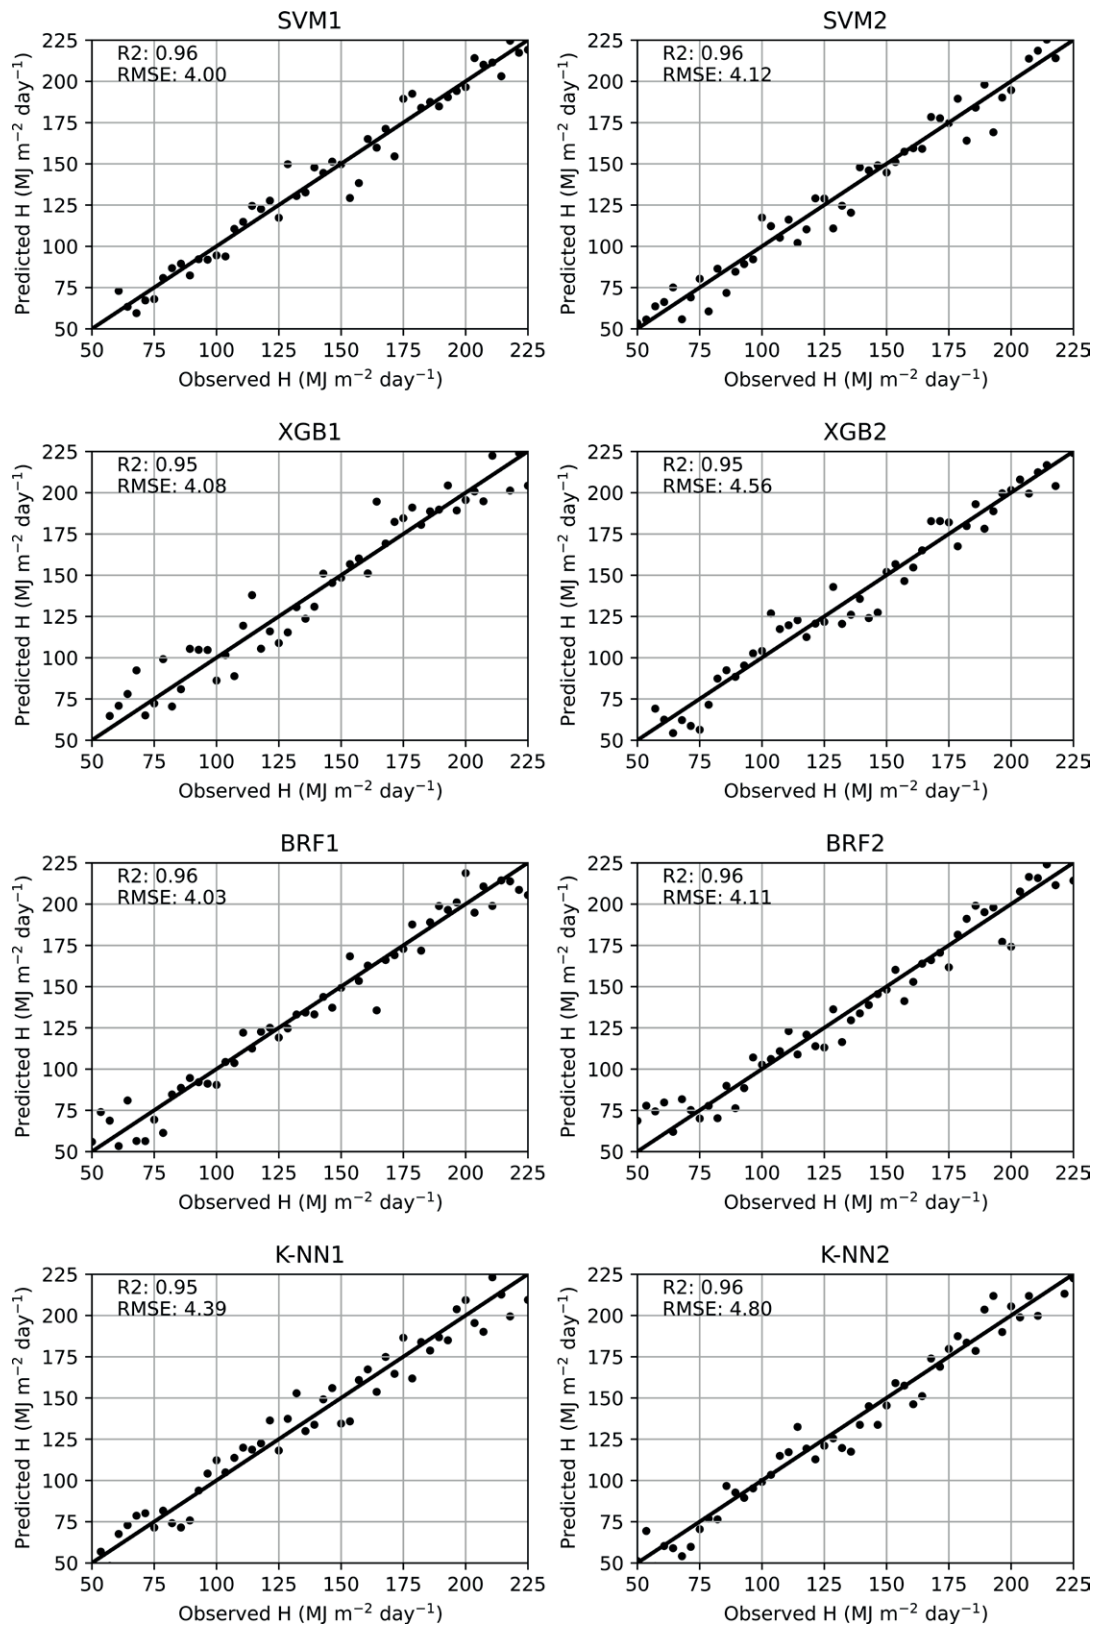 SVM1
R2: 0.96
RMSE: 4.00
225
200
175
150
125
100
75
50
Predicted H (MJ m⁻² day⁻¹)
50 75 100 125 150 175 200 225
Observed H (MJ m⁻² day⁻¹)
SVM2
R2: 0.96
RMSE: 4.12
225
200
175
150
125
100
75
50
Predicted H (MJ m⁻² day⁻¹)
50 75 100 125 150 175 200 225
Observed H (MJ m⁻² day⁻¹)
XGB1
R2: 0.95
RMSE: 4.08
225
200
175
150
125
100
75
50
Predicted H (MJ m⁻² day⁻¹)
50 75 100 125 150 175 200 225
Observed H (MJ m⁻² day⁻¹)
XGB2
R2: 0.95
RMSE: 4.56
225
200
175
150
125
100
75
50
Predicted H (MJ m⁻² day⁻¹)
50 75 100 125 150 175 200 225
Observed H (MJ m⁻² day⁻¹)
BRF1
R2: 0.96
RMSE: 4.03
225
200
175
150
125
100
75
50
Predicted H (MJ m⁻² day⁻¹)
50 75 100 125 150 175 200 225
Observed H (MJ m⁻² day⁻¹)
BRF2
R2: 0.96
RMSE: 4.11
225
200
175
150
125
100
75
50
Predicted H (MJ m⁻² day⁻¹)
50 75 100 125 150 175 200 225
Observed H (MJ m⁻² day⁻¹)
K-NN1
R2: 0.95
RMSE: 4.39
225
200
175
150
125
100
75
50
Predicted H (MJ m⁻² day⁻¹)
50 75 100 125 150 175 200 225
Observed H (MJ m⁻² day⁻¹)
K-NN2
R2: 0.96
RMSE: 4.80
225
200
175
150
125
100
75
50
Predicted H (MJ m⁻² day⁻¹)
50 75 100 125 150 175 200 225
Observed H (MJ m⁻² day⁻¹)